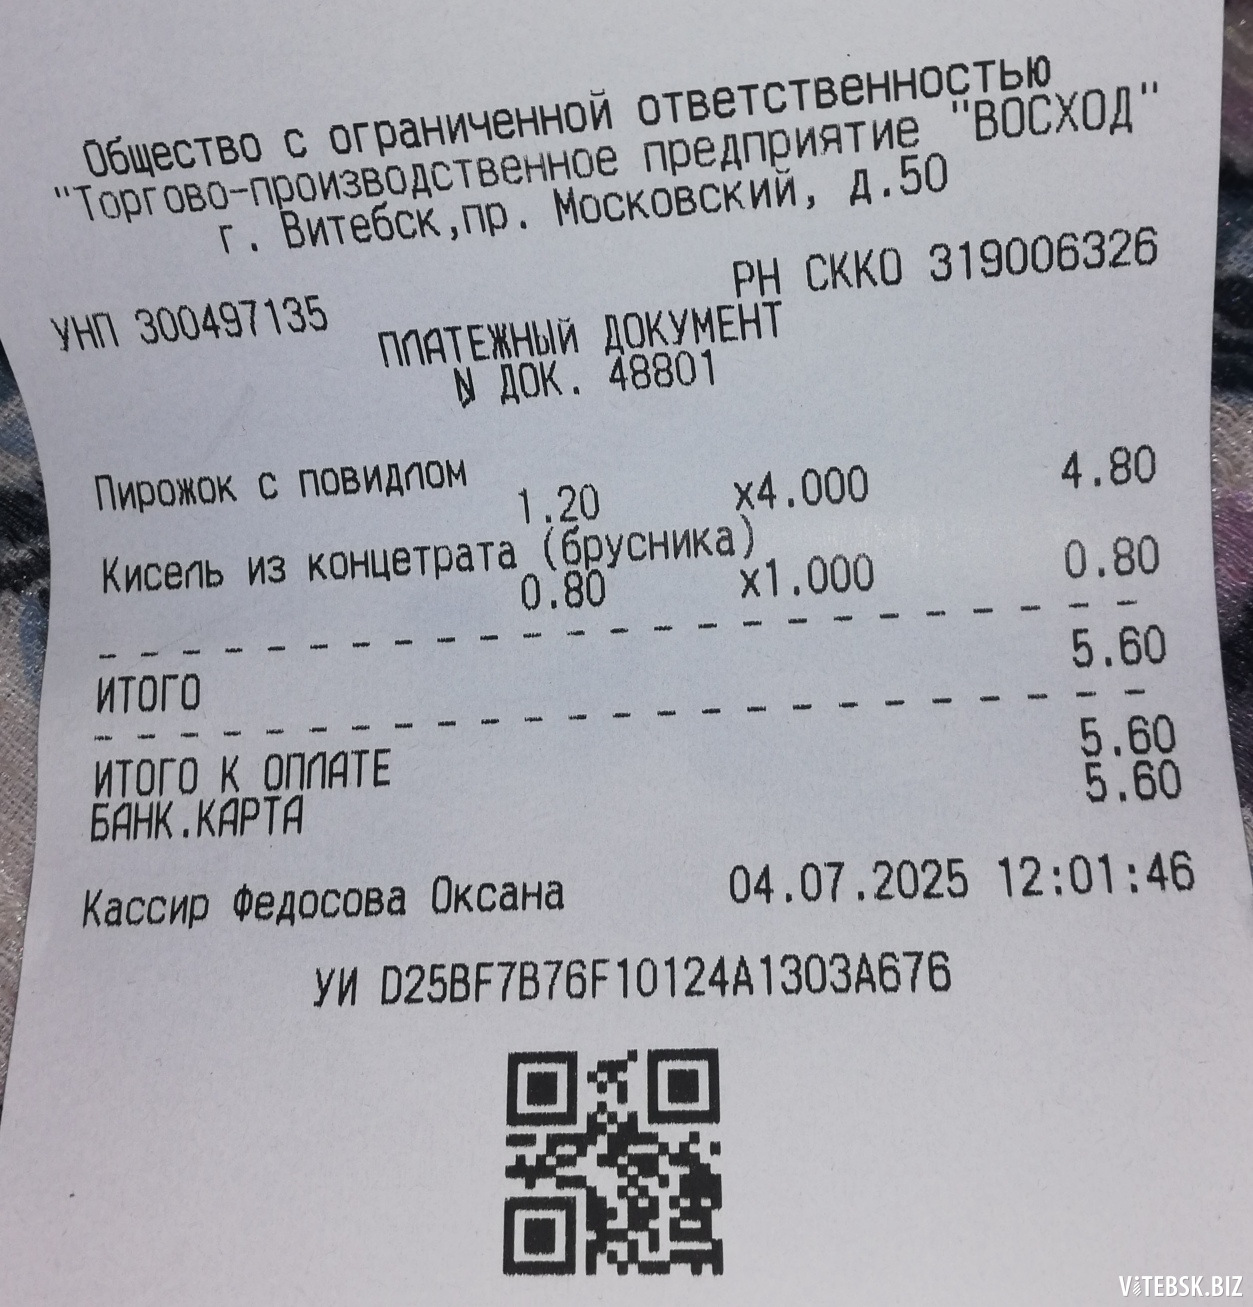 Общество с ограниченной ответственностью
"Торгово-производственное предприятие "ВОСХОД"
г. Витебск,пр. Московский, д.50
РН СККО 319006326
УНП 300497135
ПЛАТЕЖНЫЙ ДОКУМЕНТ
N ДОК. 48801
Пирожок с повидлом
1.20 x4.000 4.80
Кисель из концетрата (брусника)
0.80 x1.000 0.80
ИТОГО 5.60
ИТОГО К ОПЛАТЕ 5.60
БАНК.КАРТА 5.60
Кассир Федосова Оксана 04.07.2025 12:01:46
УИ D25BF7B76F10124A1303A676
VITEBSK.BIZ